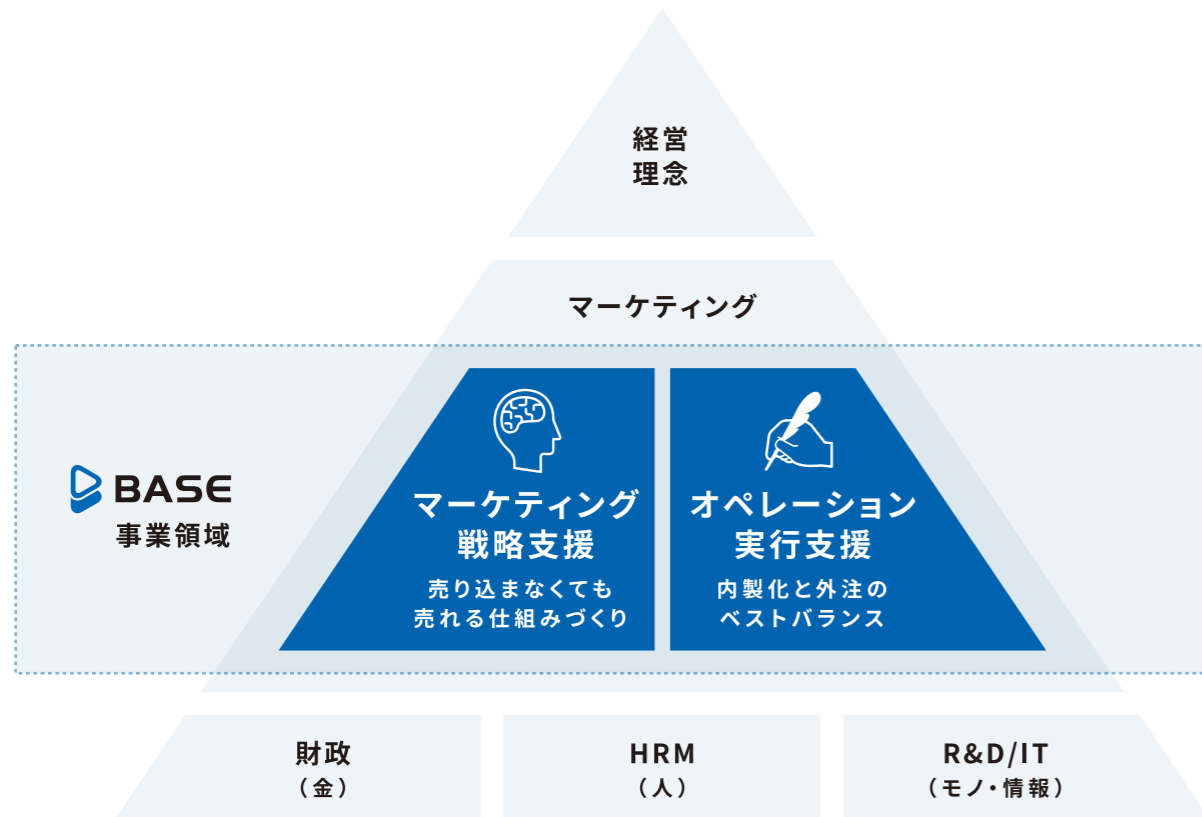 経営
理念
マーケティング
BASE
事業領域
マーケティング
戦略支援
売り込まなくても
売れる仕組みづくり
オペレーション
実行支援
内製化と外注の
ベストバランス
財政
（金）
HRM
（人）
R&D/IT
（モノ・情報）